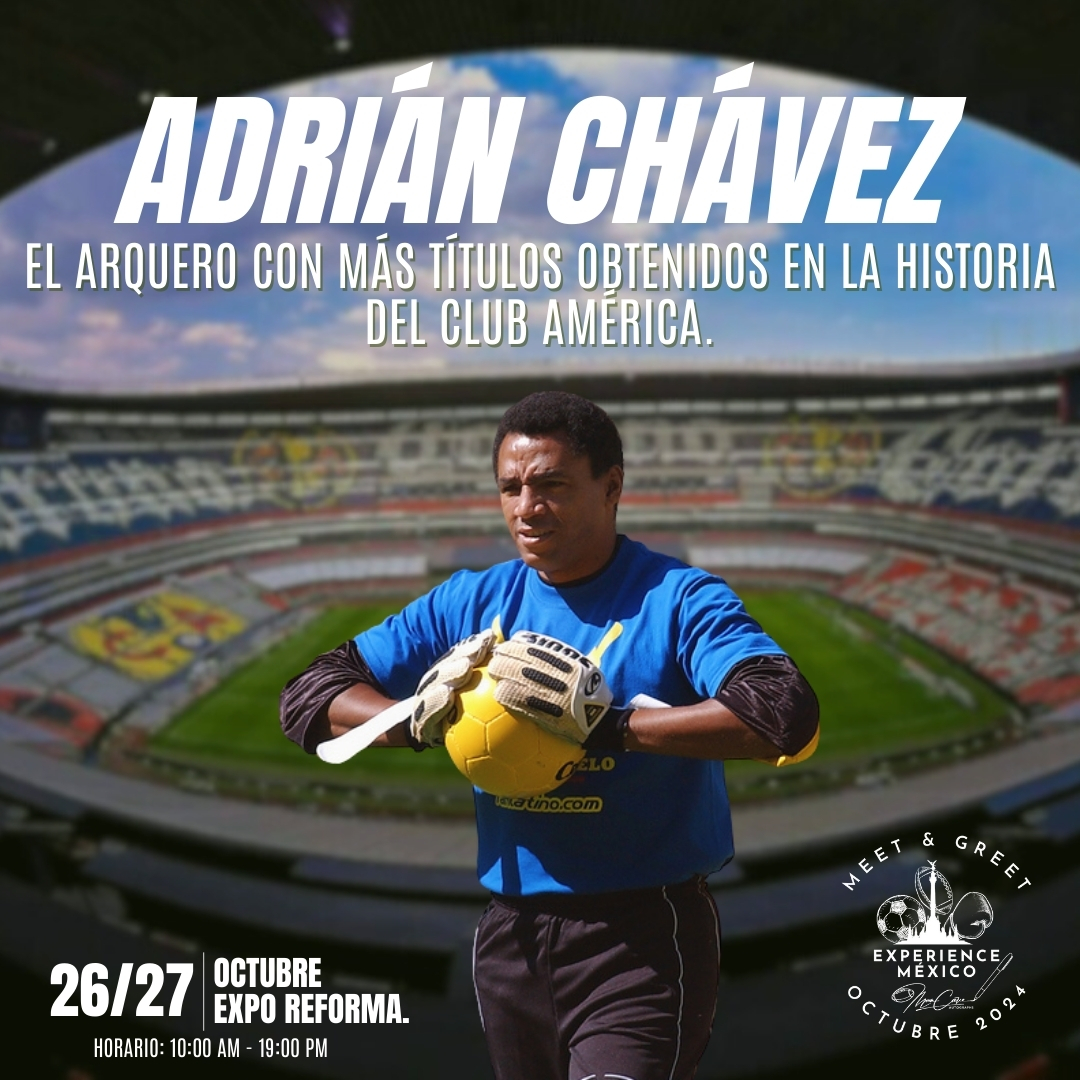 ADRIÁN CHÁVEZ
EL ARQUERO CON MÁS TÍTULOS OBTENIDOS EN LA HISTORIA
DEL CLUB AMÉRICA.
26/27
OCTUBRE
EXPO REFORMA.
HORARIO: 10:00 AM - 19:00 PM
MEET & GREET
EXPERIENCE
MÉXICO
OCTUBRE 2024